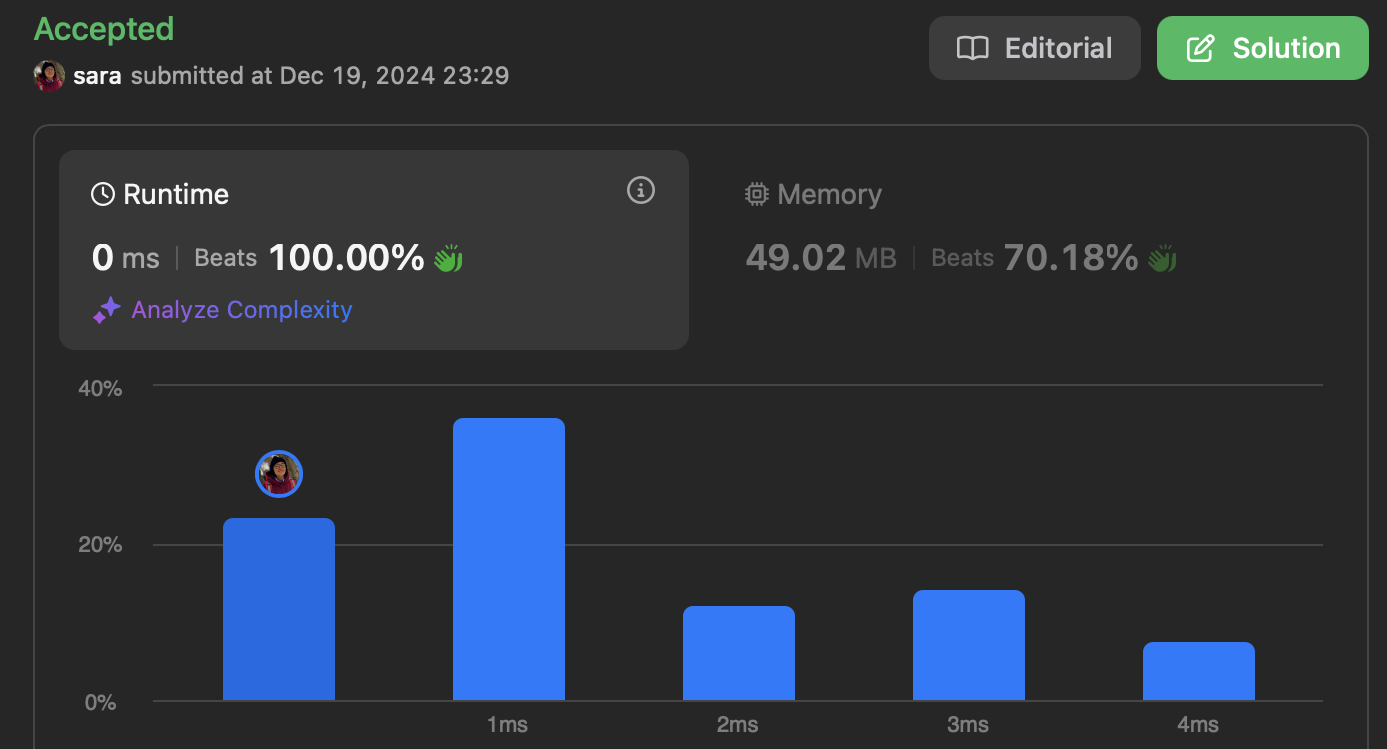 Accepted
Editorial
Solution
sara submitted at Dec 19, 2024 23:29
Runtime
0 ms | Beats 100.00%
Analyze Complexity
Memory
49.02 MB | Beats 70.18%
40%
20%
0%
1ms 2ms 3ms 4ms